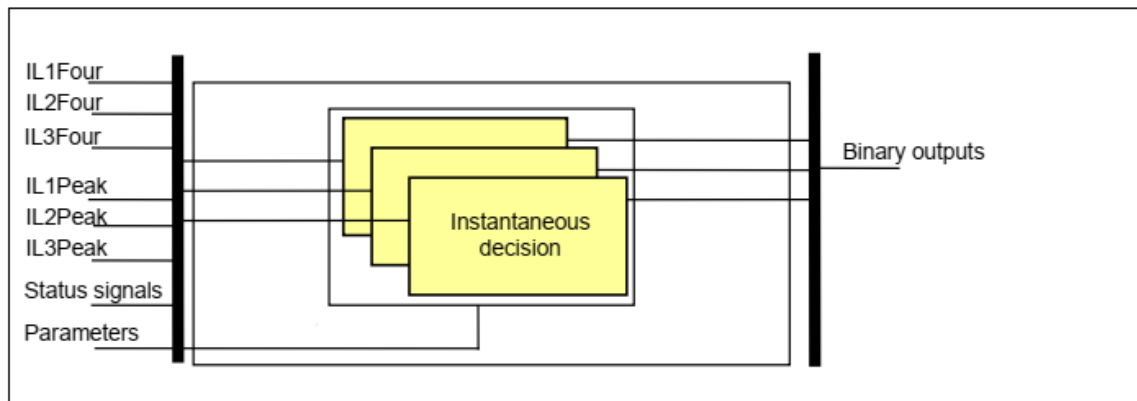 IL1Four
IL2Four
IL3Four
IL1Peak
IL2Peak
IL3Peak
Status signals
Parameters
Instantaneous
decision
Binary outputs